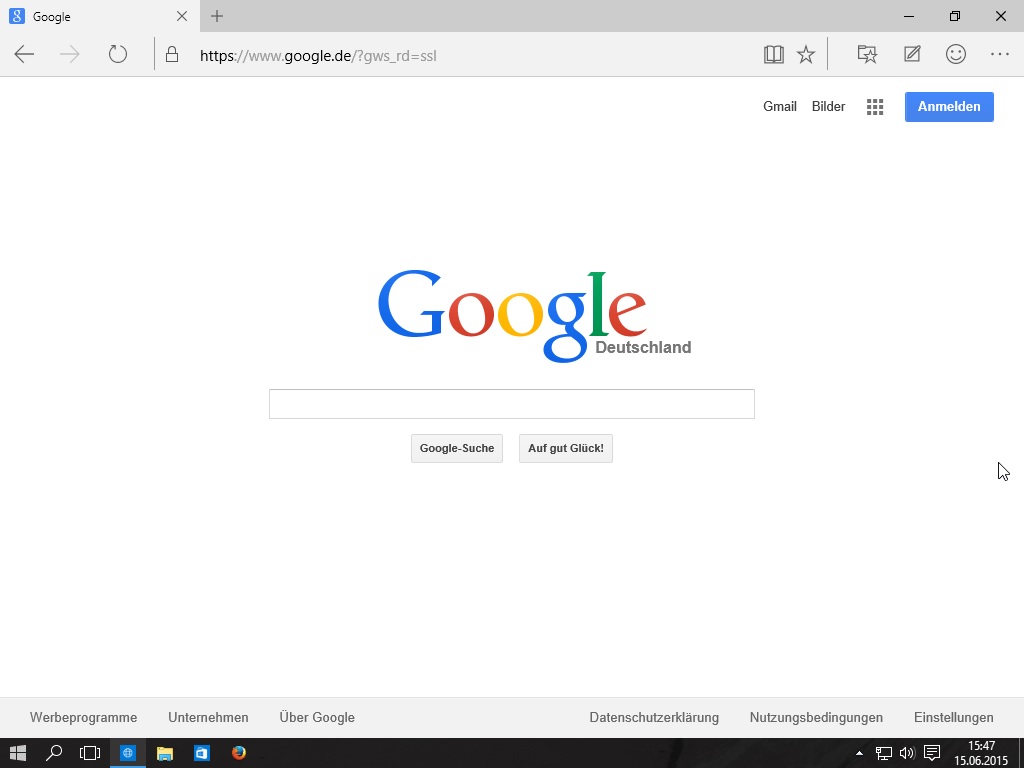 Google
https://www.google.de/?gws_rd=ssl
Gmail Bilder Anmelden
Google
Deutschland
Google-Suche Auf gut Glück!
Werbeprogramme Unternehmen Über Google Datenschutzerklärung Nutzungsbedingungen Einstellungen
15:47
15.06.2015